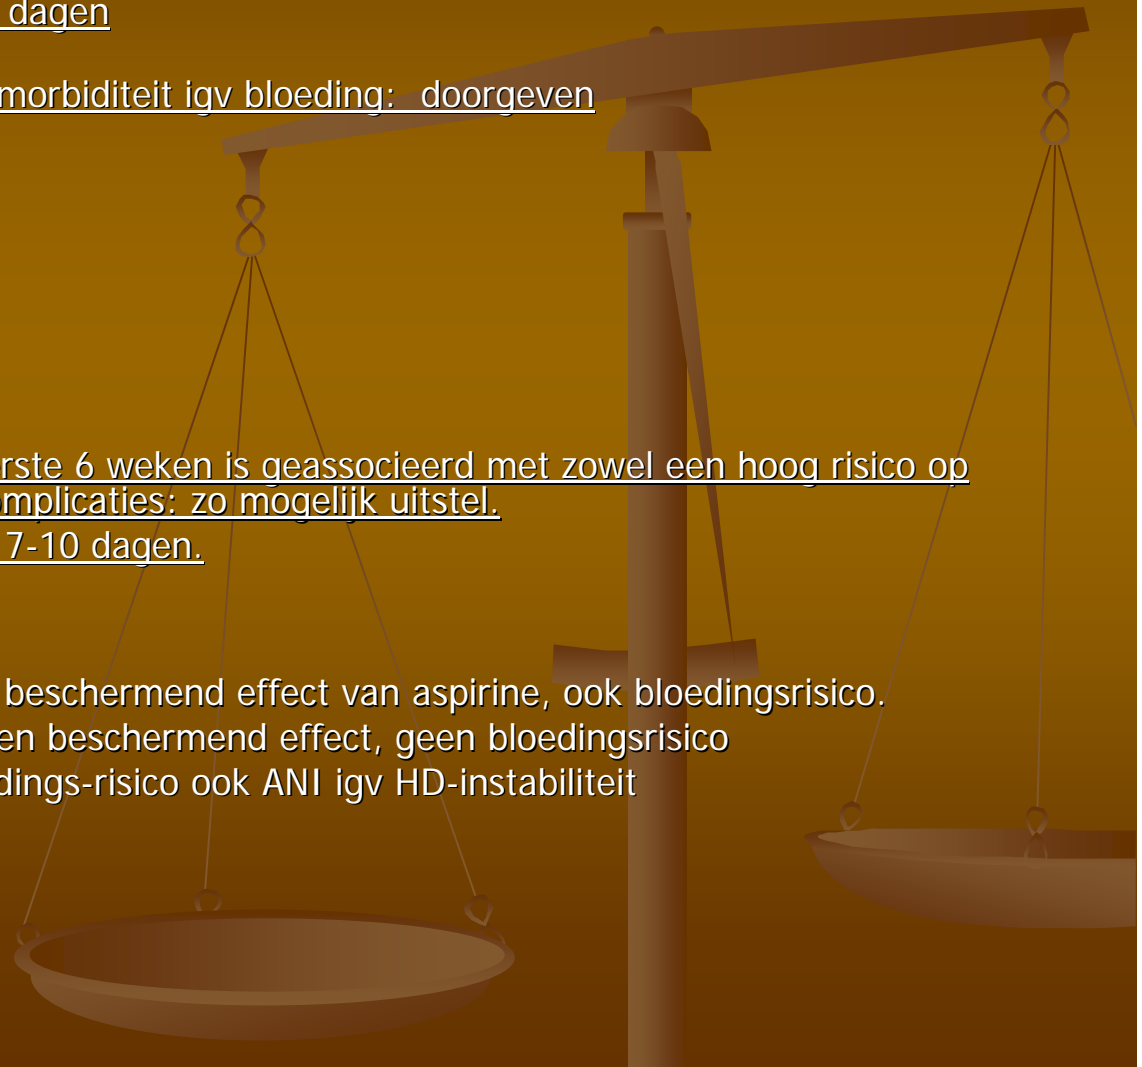 dagen
morbiditeit igv bloeding: doorgeven
rste 6 weken is geassocieerd met zowel een hoog risico op
omplicaties: zo mogelijk uitstel.
7-10 dagen.
beschermend effect van aspirine, ook bloedingsrisico.
en beschermend effect, geen bloedingsrisico
dings-risico ook ANI igv HD-instabiliteit